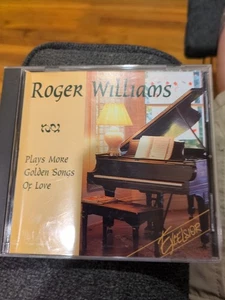 Roger Williams
Plays More
Golden Songs
Of Love
Excelsior